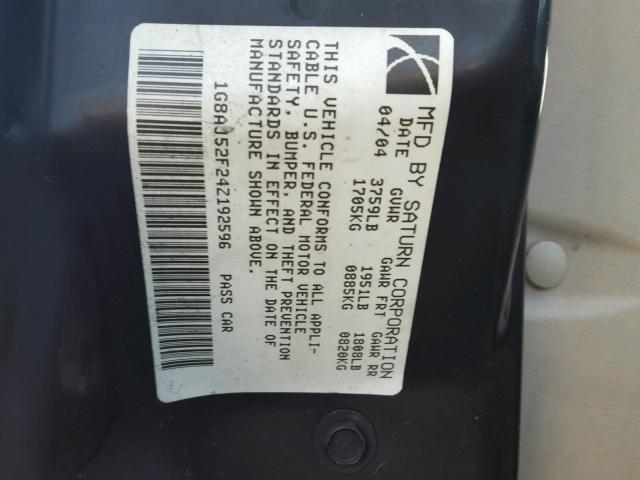 MFD BY SATURN CORPORATION
DATE GVWR GAWR FRT GAWR RR
04/04 3759LB 1951LB 1808LB
1705KG 0885KG 0820KG
THIS VEHICLE CONFORMS TO ALL APPLI-
CABLE U.S. FEDERAL MOTOR VEHICLE
SAFETY, BUMPER, AND THEFT PREVENTION
STANDARDS IN EFFECT ON THE DATE OF
MANUFACTURE SHOWN ABOVE.
1G8AJ52F24Z192596 PASS CAR